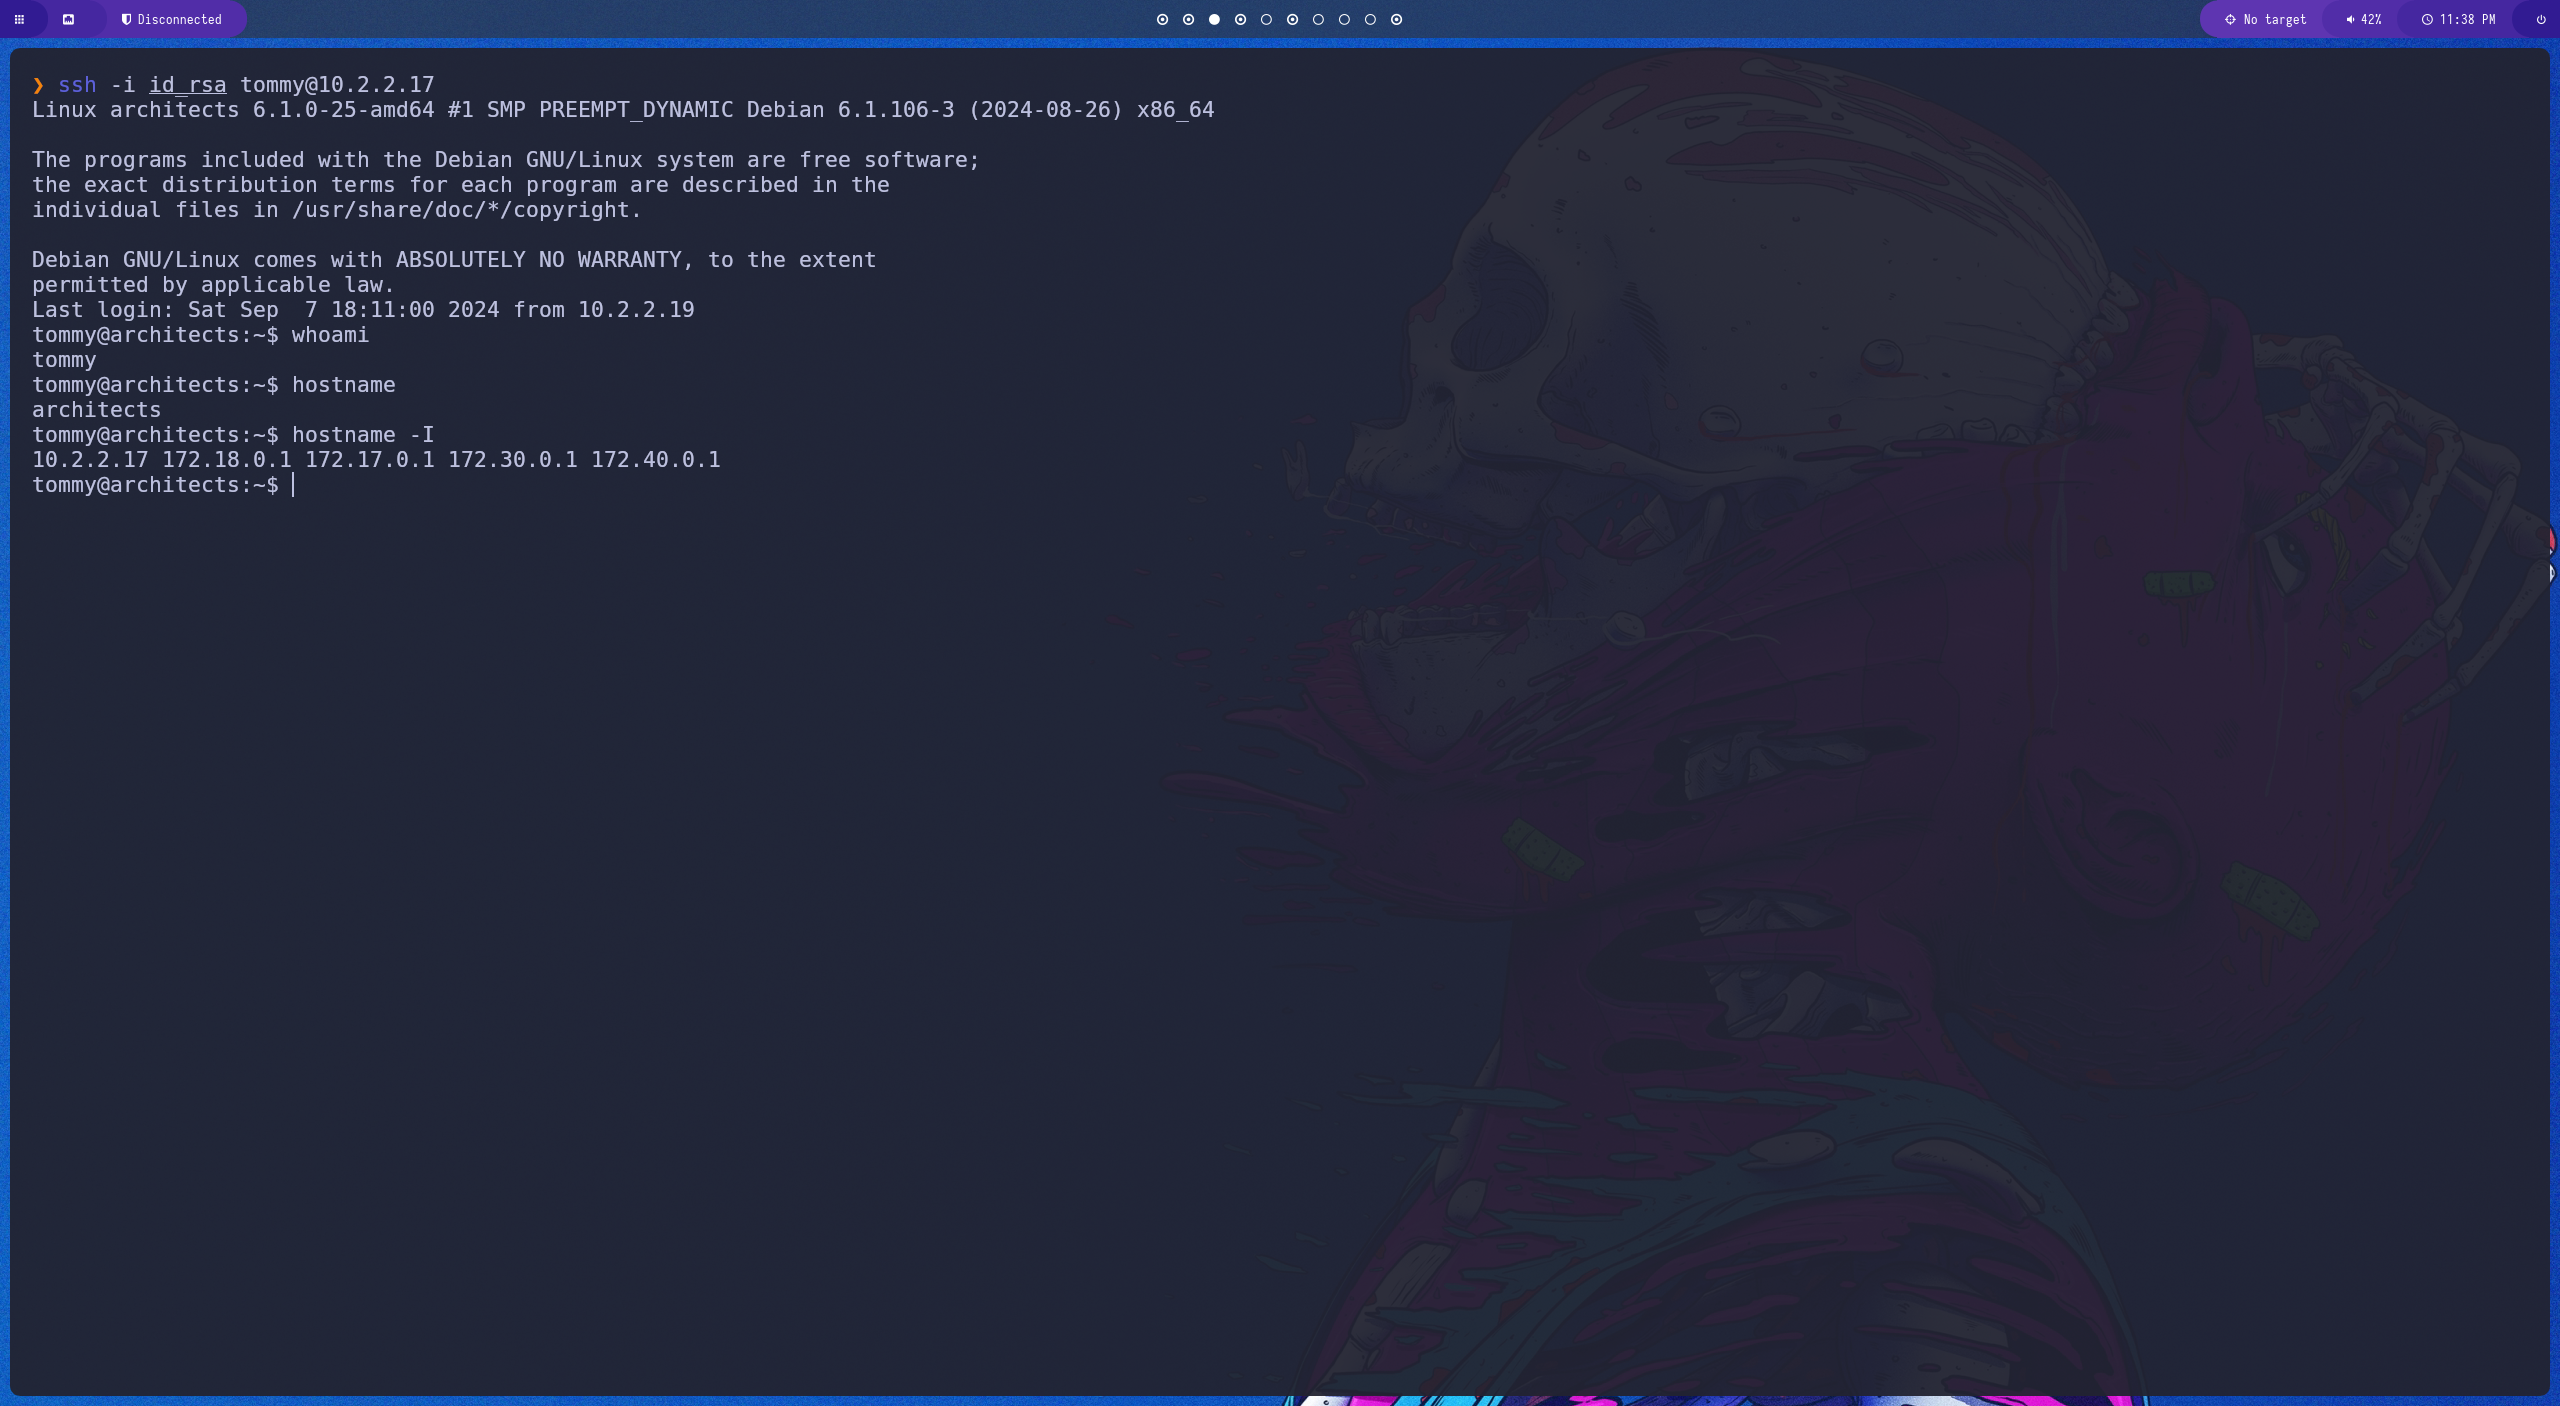 Disconnected
No target
42%
11:38 PM
❯ ssh -i id_rsa tommy@10.2.2.17
Linux architects 6.1.0-25-amd64 #1 SMP PREEMPT_DYNAMIC Debian 6.1.106-3 (2024-08-26) x86_64
The programs included with the Debian GNU/Linux system are free software;
the exact distribution terms for each program are described in the
individual files in /usr/share/doc/*/copyright.
Debian GNU/Linux comes with ABSOLUTELY NO WARRANTY, to the extent
permitted by applicable law.
Last login: Sat Sep  7 18:11:00 2024 from 10.2.2.19
tommy@architects:~$ whoami
tommy
tommy@architects:~$ hostname
architects
tommy@architects:~$ hostname -I
10.2.2.17 172.18.0.1 172.17.0.1 172.30.0.1 172.40.0.1
tommy@architects:~$